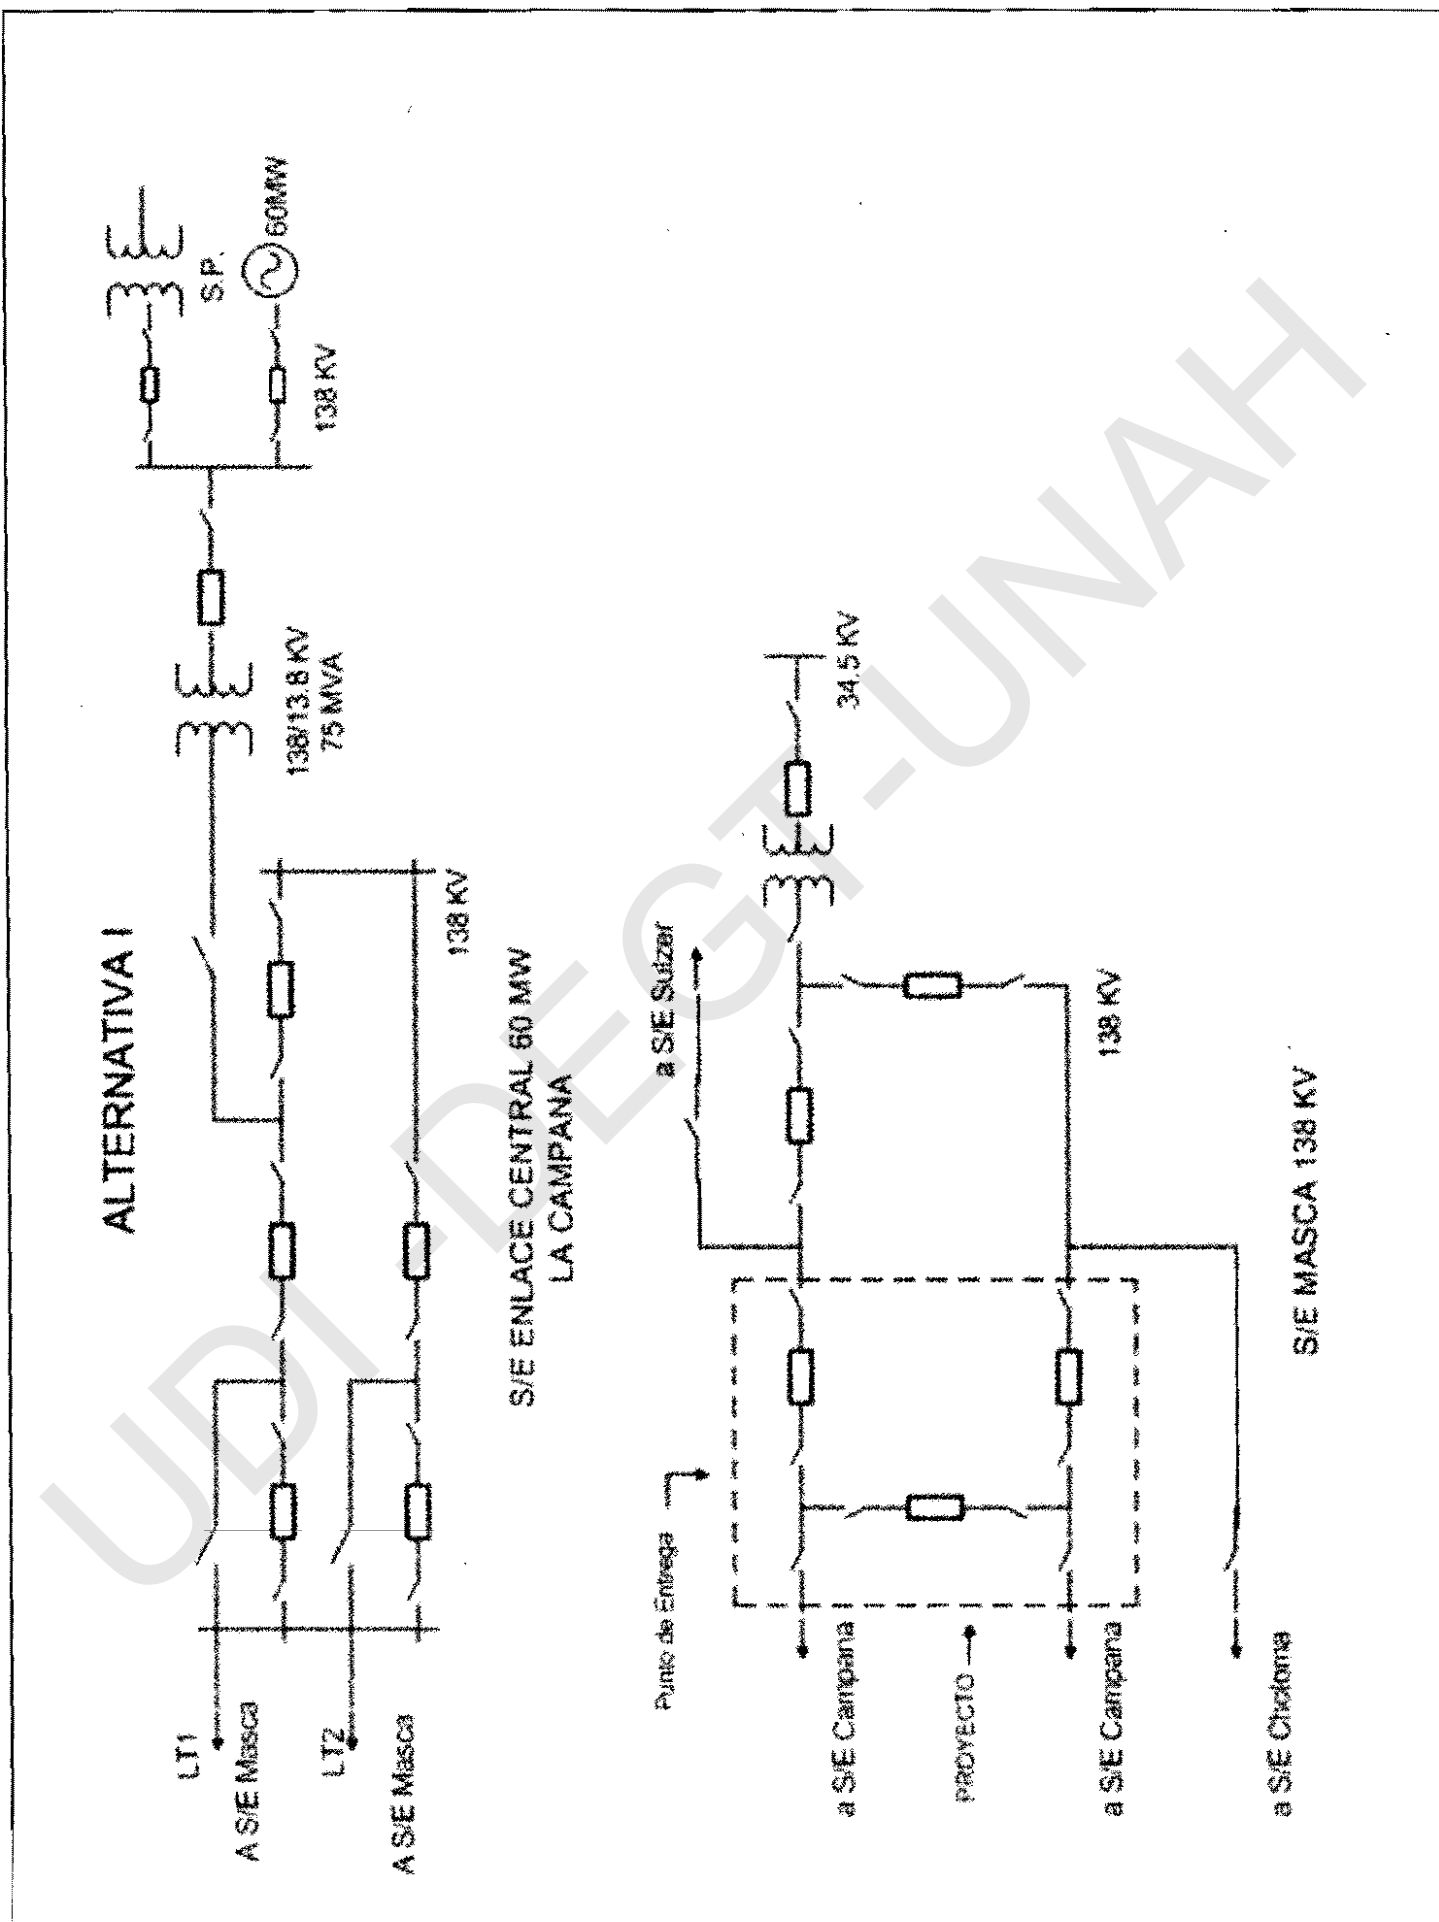 ALTERNATIVA I
S.P.
60MW
138 KV
138/13.8 KV
75 MVA
138 KV
S/E ENLACE CENTRAL 60 MW
LA CAMPANA
LT1
A S/E Masca
LT2
A S/E Masca
a S/E Sulzer
34.5 KV
138 KV
Punto de Entrega
a S/E Campana
PROYECTO
a S/E Campana
a S/E Choloma
S/E MASCA 138 KV
UDI-DEGT-UNAH